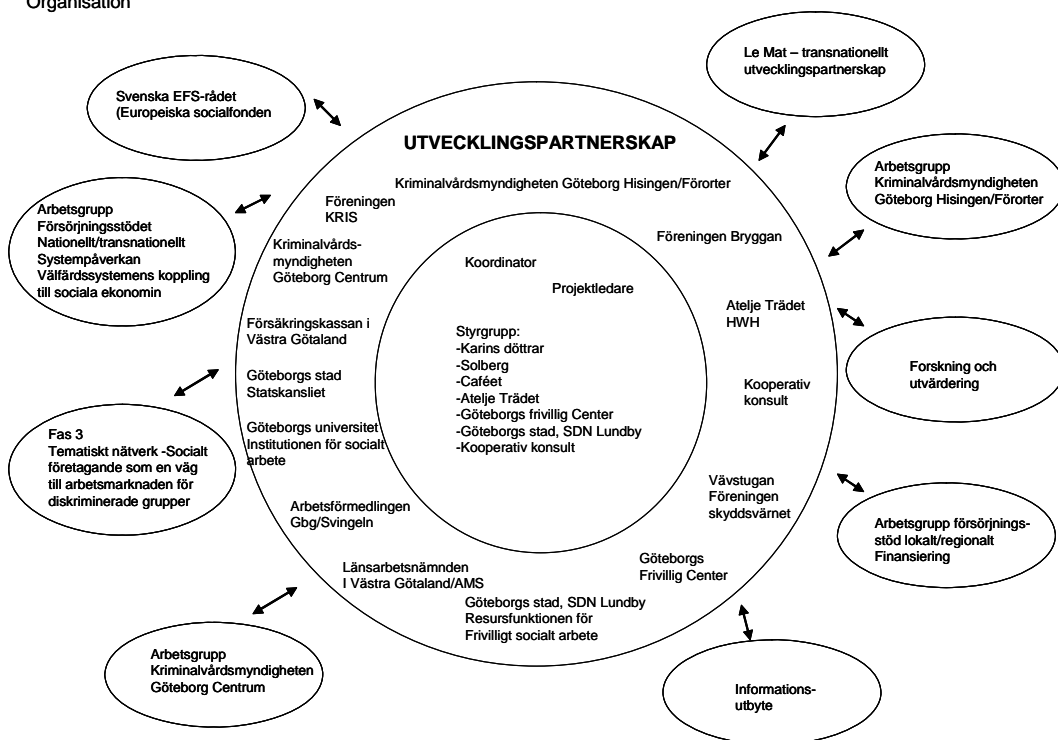 Organisation
Le Mat – transnationellt
utvecklingspartnerskap
Svenska EFS-rådet
(Europeiska socialfonden
UTVECKLINGSPARTNERSKAP
Kriminalvårdsmyndigheten Göteborg Hisingen/Förorter
Arbetsgrupp
Kriminalvårdsmyndigheten
Göteborg Hisingen/Förorter
Arbetsgrupp
Försörjningsstödet
Nationellt/transnationellt
Systempåverkan
Välfärdssystemens koppling
till sociala ekonomin
Föreningen
KRIS
Kriminalvårds-
myndigheten
Göteborg Centrum
Föreningen Bryggan
Koordinator
Projektledare
Atelje Trädet
HWH
Försäkringskassan i
Västra Götaland
Styrgrupp:
-Karins döttrar
-Solberg
-Caféet
-Atelje Trädet
-Göteborgs frivillig Center
-Göteborgs stad, SDN Lundby
-Kooperativ konsult
Forskning och
utvärdering
Göteborgs stad
Statskansliet
Kooperativ
konsult
Göteborgs universitet
Institutionen för socialt
arbete
Fas 3
Tematiskt nätverk -Socialt
företagande som en väg
till arbetsmarknaden för
diskriminerade grupper
Vävstugan
Föreningen
skyddsvärnet
Arbetsförmedlingen
Gbg/Svingeln
Arbetsgrupp försörjnings-
stöd lokalt/regionalt
Finansiering
Göteborgs
Frivillig Center
Länsarbetsnämnden
I Västra Götaland/AMS
Göteborgs stad, SDN Lundby
Resursfunktionen för
Frivilligt socialt arbete
Arbetsgrupp
Kriminalvårdsmyndigheten
Göteborg Centrum
Informations-
utbyte